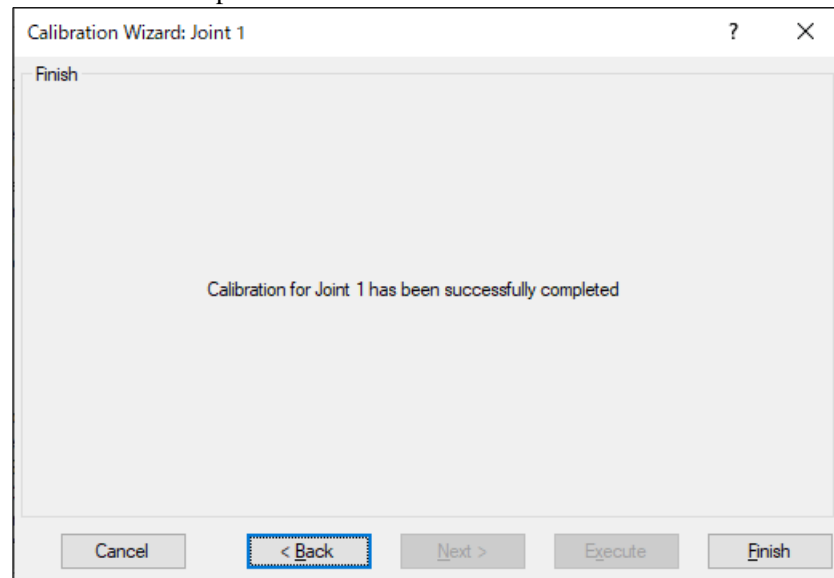 Calibration Wizard: Joint 1 ?
Finish
Calibration for Joint 1 has been successfully completed
Cancel < Back Next > Execute Finish